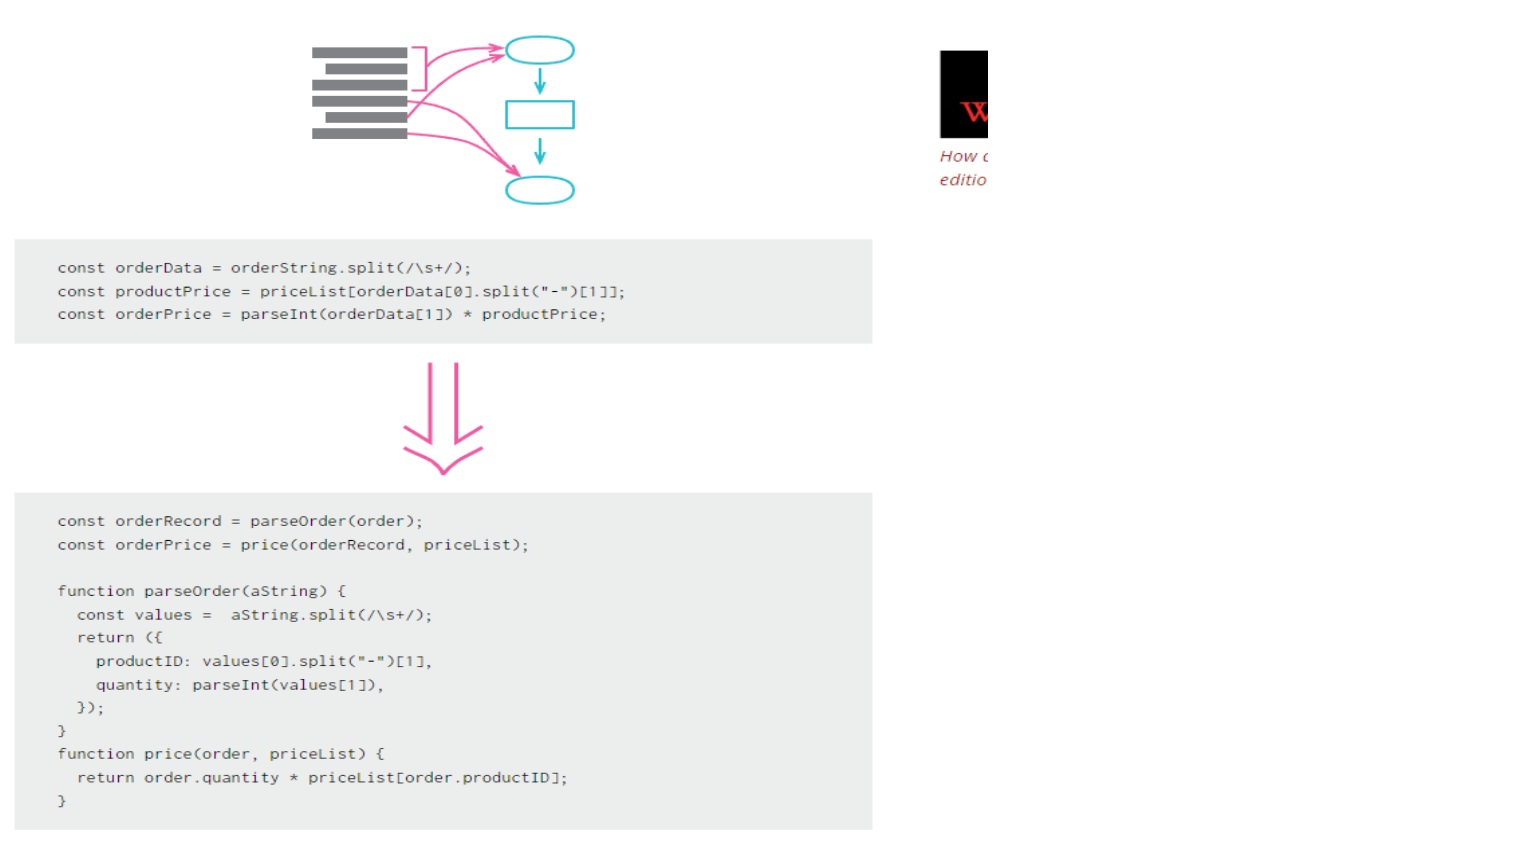 W
How
editio
const orderData = orderString.split(/\s+/);
const productPrice = priceList[orderData[0].split("-")[1]];
const orderPrice = parseInt(orderData[1]) * productPrice;
const orderRecord = parseOrder(order);
const orderPrice = price(orderRecord, priceList);
function parseOrder(aString) {
  const values =  aString.split(/\s+/);
  return ({
    productID: values[0].split("-")[1],
    quantity: parseInt(values[1]),
  });
}
function price(order, priceList) {
  return order.quantity * priceList[order.productID];
}